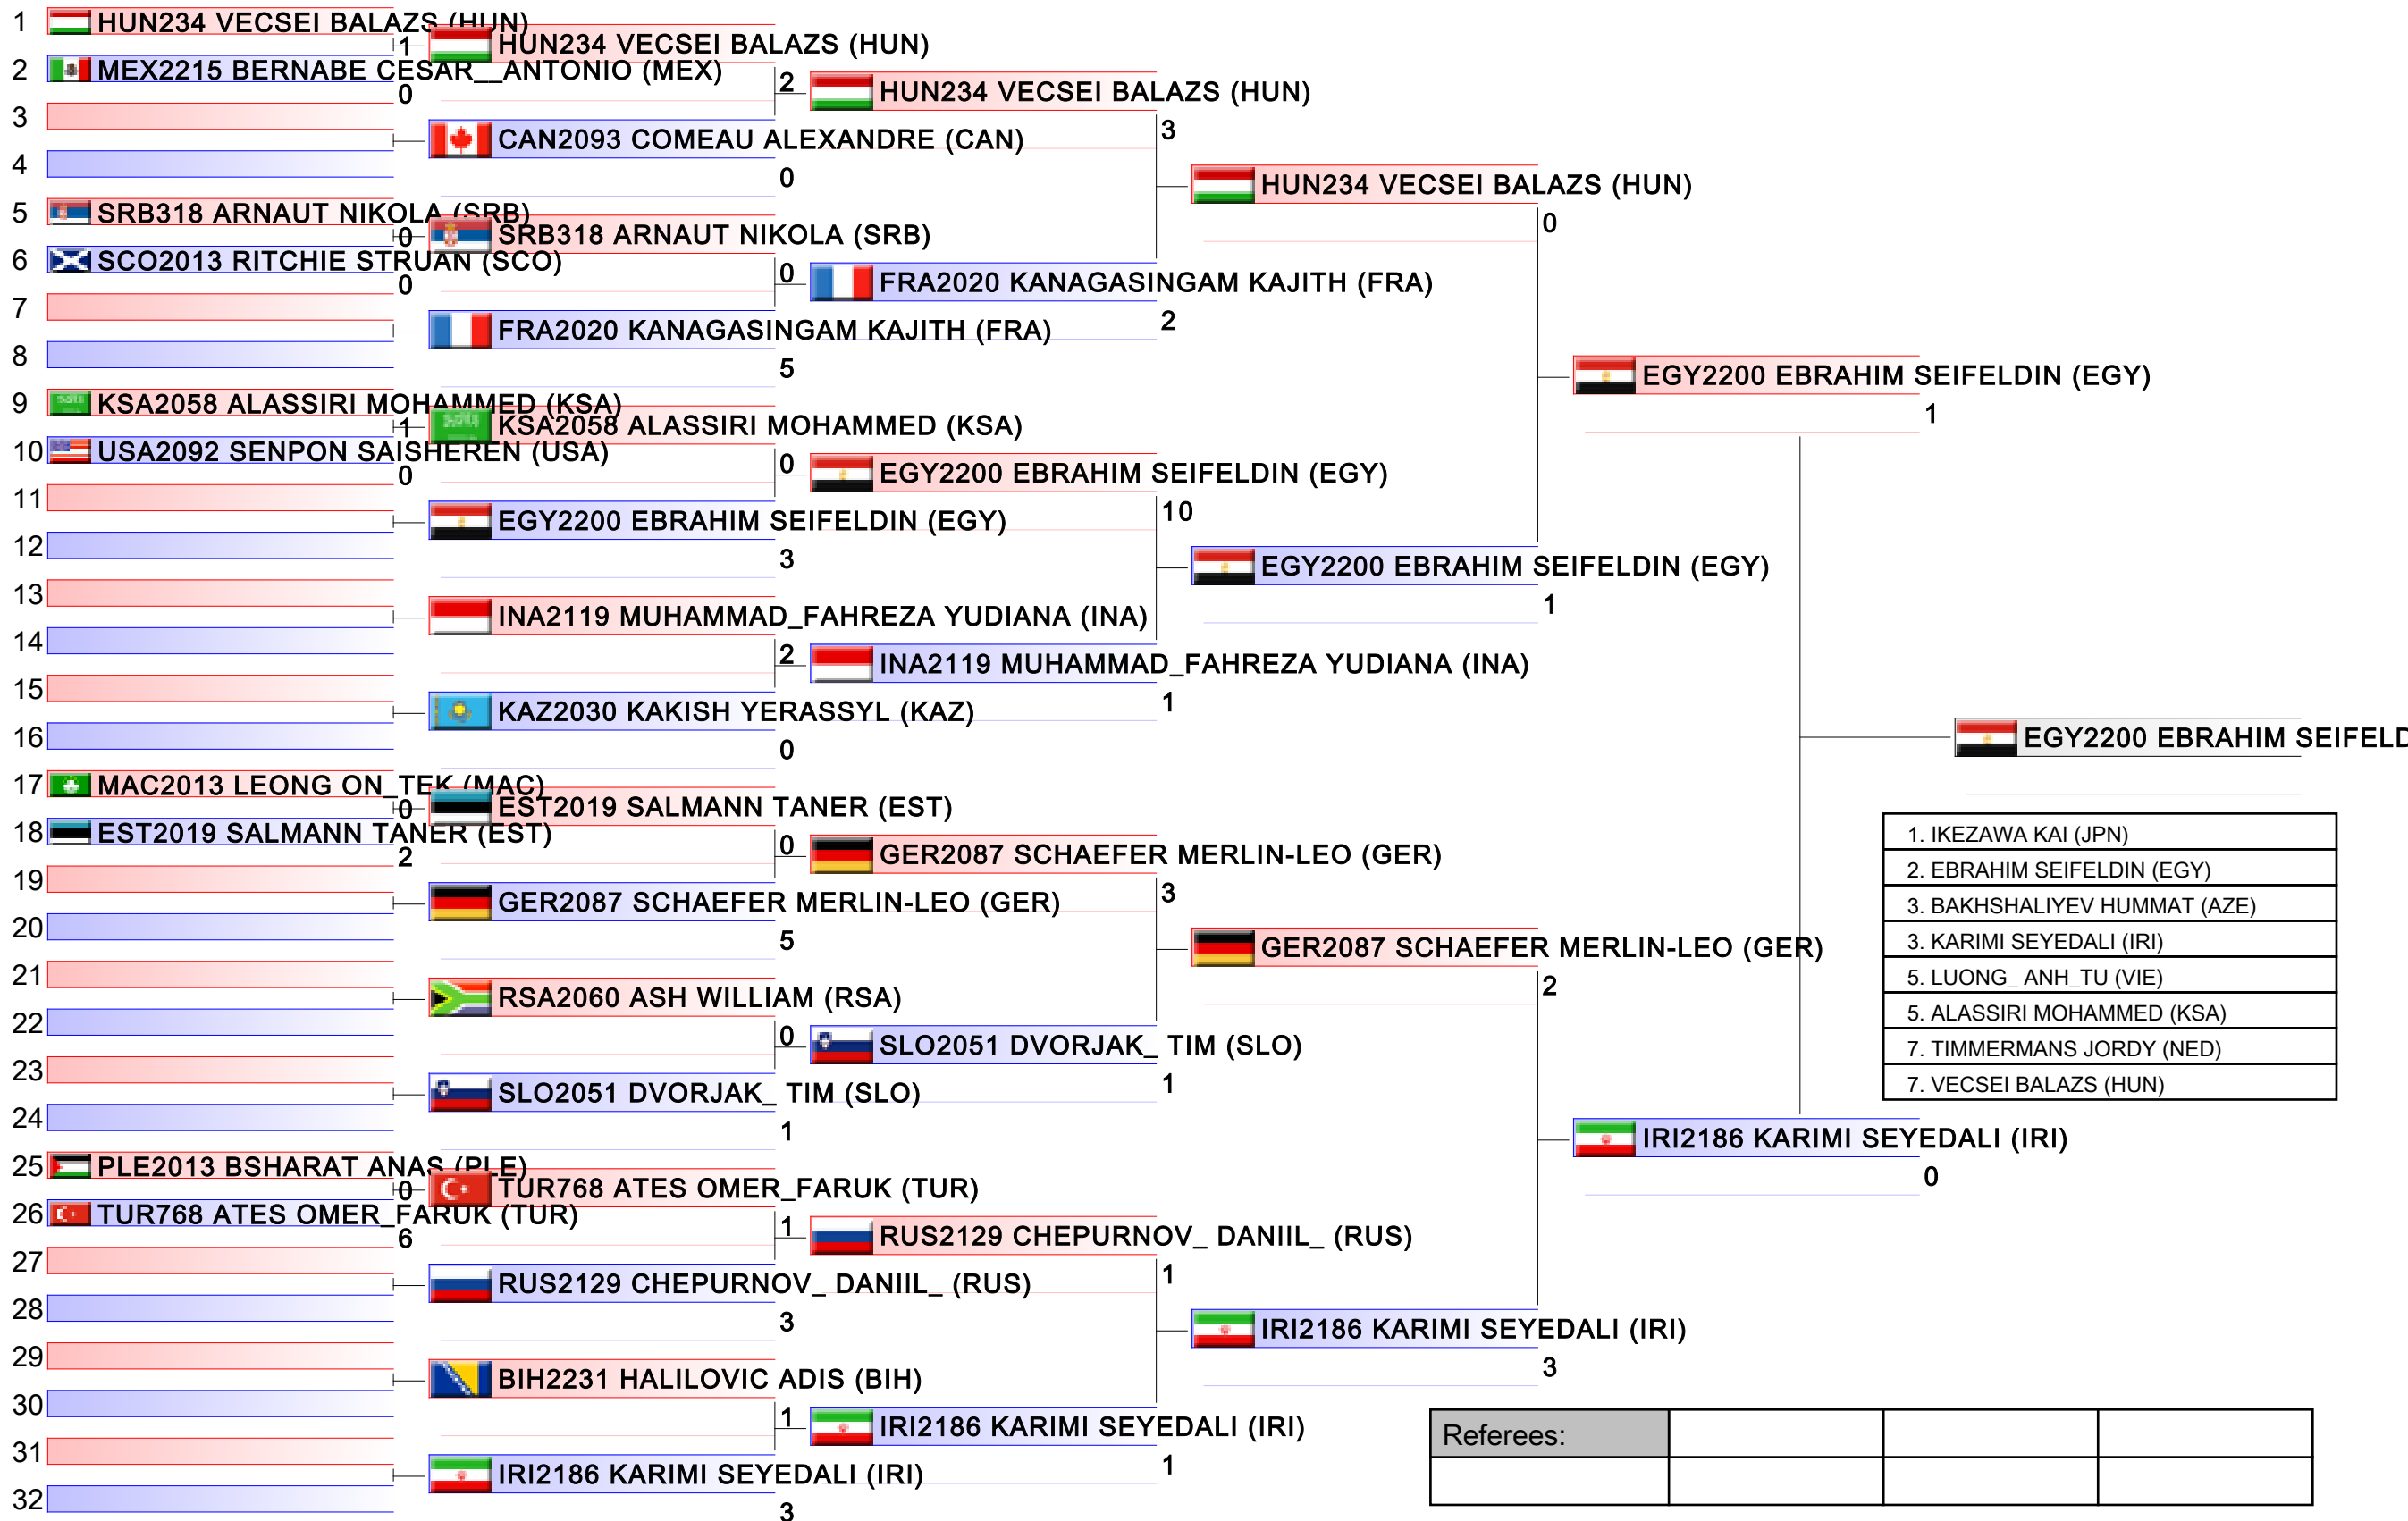 1 HUN234 VECSEI BALAZS (HUN)
1
2 MEX2215 BERNABE CESAR__ANTONIO (MEX)
0
3
4
5 SRB318 ARNAUT NIKOLA (SRB)
0
6 SCO2013 RITCHIE STRUAN (SCO)
0
7
8
9 KSA2058 ALASSIRI MOHAMMED (KSA)
1
10 USA2092 SENPON SAISHEREN (USA)
0
11
12
13
14
15
16
17 MAC2013 LEONG ON_TEK (MAC)
0
18 EST2019 SALMANN TANER (EST)
2
19
20
21
22
23
24
25 PLE2013 BSHARAT ANAS (PLE)
0
26 TUR768 ATES OMER_FARUK (TUR)
6
27
28
29
30
31
32
HUN234 VECSEI BALAZS (HUN)
2
CAN2093 COMEAU ALEXANDRE (CAN)
0
SRB318 ARNAUT NIKOLA (SRB)
0
FRA2020 KANAGASINGAM KAJITH (FRA)
5
KSA2058 ALASSIRI MOHAMMED (KSA)
0
EGY2200 EBRAHIM SEIFELDIN (EGY)
3
INA2119 MUHAMMAD_FAHREZA YUDIANA (INA)
2
KAZ2030 KAKISH YERASSYL (KAZ)
0
EST2019 SALMANN TANER (EST)
0
GER2087 SCHAEFER MERLIN-LEO (GER)
5
RSA2060 ASH WILLIAM (RSA)
0
SLO2051 DVORJAK_ TIM (SLO)
1
TUR768 ATES OMER_FARUK (TUR)
1
RUS2129 CHEPURNOV_ DANIIL_ (RUS)
3
BIH2231 HALILOVIC ADIS (BIH)
1
IRI2186 KARIMI SEYEDALI (IRI)
3
HUN234 VECSEI BALAZS (HUN)
3
FRA2020 KANAGASINGAM KAJITH (FRA)
2
EGY2200 EBRAHIM SEIFELDIN (EGY)
10
INA2119 MUHAMMAD_FAHREZA YUDIANA (INA)
1
GER2087 SCHAEFER MERLIN-LEO (GER)
3
SLO2051 DVORJAK_ TIM (SLO)
1
RUS2129 CHEPURNOV_ DANIIL_ (RUS)
1
IRI2186 KARIMI SEYEDALI (IRI)
1
HUN234 VECSEI BALAZS (HUN)
0
EGY2200 EBRAHIM SEIFELDIN (EGY)
1
GER2087 SCHAEFER MERLIN-LEO (GER)
2
IRI2186 KARIMI SEYEDALI (IRI)
3
EGY2200 EBRAHIM SEIFELDIN (EGY)
1
IRI2186 KARIMI SEYEDALI (IRI)
0
EGY2200 EBRAHIM SEIFELD
1. IKEZAWA KAI (JPN)
2. EBRAHIM SEIFELDIN (EGY)
3. BAKHSHALIYEV HUMMAT (AZE)
3. KARIMI SEYEDALI (IRI)
5. LUONG_ ANH_TU (VIE)
5. ALASSIRI MOHAMMED (KSA)
7. TIMMERMANS JORDY (NED)
7. VECSEI BALAZS (HUN)
Referees: